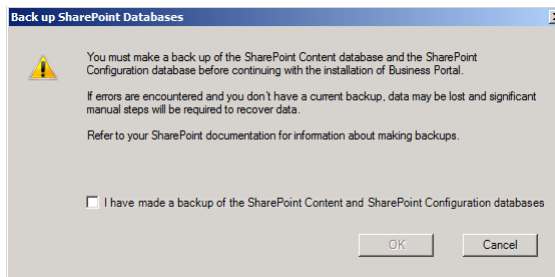 Back up SharePoint Databases
You must make a back up of the SharePoint Content database and the SharePoint
Configuration database before continuing with the installation of Business Portal.
If errors are encountered and you don't have a current backup, data may be lost and significant
manual steps will be required to recover data.
Refer to your SharePoint documentation for information about making backups.
I have made a backup of the SharePoint Content and SharePoint Configuration databases
OK
Cancel